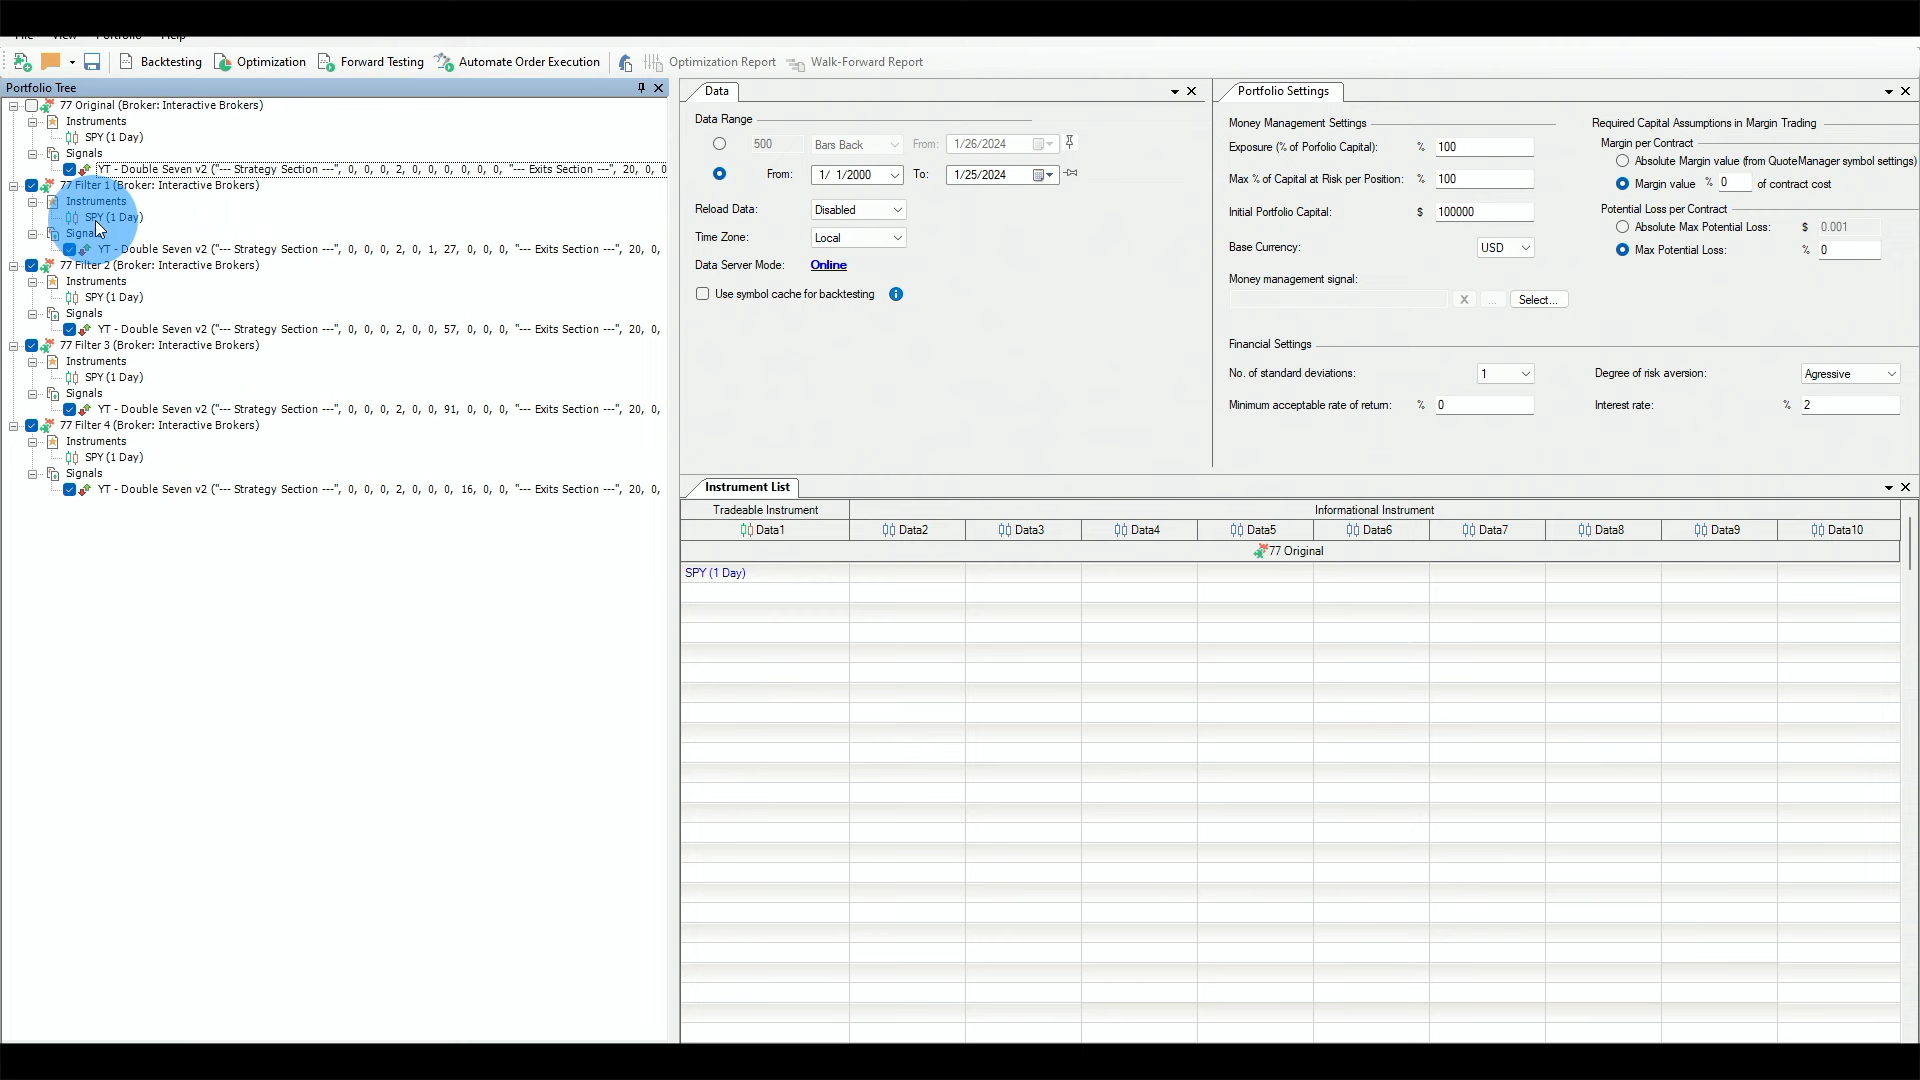 File View Portfolio Help
Backtesting Optimization Forward Testing Automate Order Execution Optimization Report Walk-Forward Report
Portfolio Tree
77 Original (Broker: Interactive Brokers)
Instruments
SPY (1 Day)
Signals
YT - Double Seven v2 ("--- Strategy Section ---", 0, 0, 0, 2, 0, 0, 0, 0, 0, 0, "--- Exits Section ---", 20, 0, 0
77 Filter 1 (Broker: Interactive Brokers)
Instruments
SPY (1 Day)
Signals
YT - Double Seven v2 ("--- Strategy Section ---", 0, 0, 0, 2, 0, 1, 27, 0, 0, 0, "--- Exits Section ---", 20, 0,
77 Filter 2 (Broker: Interactive Brokers)
Instruments
SPY (1 Day)
Signals
YT - Double Seven v2 ("--- Strategy Section ---", 0, 0, 0, 2, 0, 0, 57, 0, 0, 0, "--- Exits Section ---", 20, 0,
77 Filter 3 (Broker: Interactive Brokers)
Instruments
SPY (1 Day)
Signals
YT - Double Seven v2 ("--- Strategy Section ---", 0, 0, 0, 2, 0, 0, 91, 0, 0, 0, "--- Exits Section ---", 20, 0,
77 Filter 4 (Broker: Interactive Brokers)
Instruments
SPY (1 Day)
Signals
YT - Double Seven v2 ("--- Strategy Section ---", 0, 0, 0, 2, 0, 0, 0, 16, 0, 0, "--- Exits Section ---", 20, 0,
Data
Data Range
500 Bars Back From: 1/26/2024
From: 1/ 1/2000 To: 1/25/2024
Reload Data: Disabled
Time Zone: Local
Data Server Mode: Online
Use symbol cache for backtesting
Portfolio Settings
Money Management Settings
Exposure (% of Porfolio Capital): % 100
Max % of Capital at Risk per Position: % 100
Initial Portfolio Capital: $ 100000
Base Currency: USD
Money management signal:
X ... Select...
Required Capital Assumptions in Margin Trading
Margin per Contract
Absolute Margin value (from QuoteManager symbol settings)
Margin value % 0 of contract cost
Potential Loss per Contract
Absolute Max Potential Loss: $ 0.001
Max Potential Loss: % 0
Financial Settings
No. of standard deviations: 1 Degree of risk aversion: Agressive
Minimum acceptable rate of return: % 0 Interest rate: % 2
Instrument List
Tradeable Instrument Informational Instrument
Data1 Data2 Data3 Data4 Data5 Data6 Data7 Data8 Data9 Data10
77 Original
SPY (1 Day)